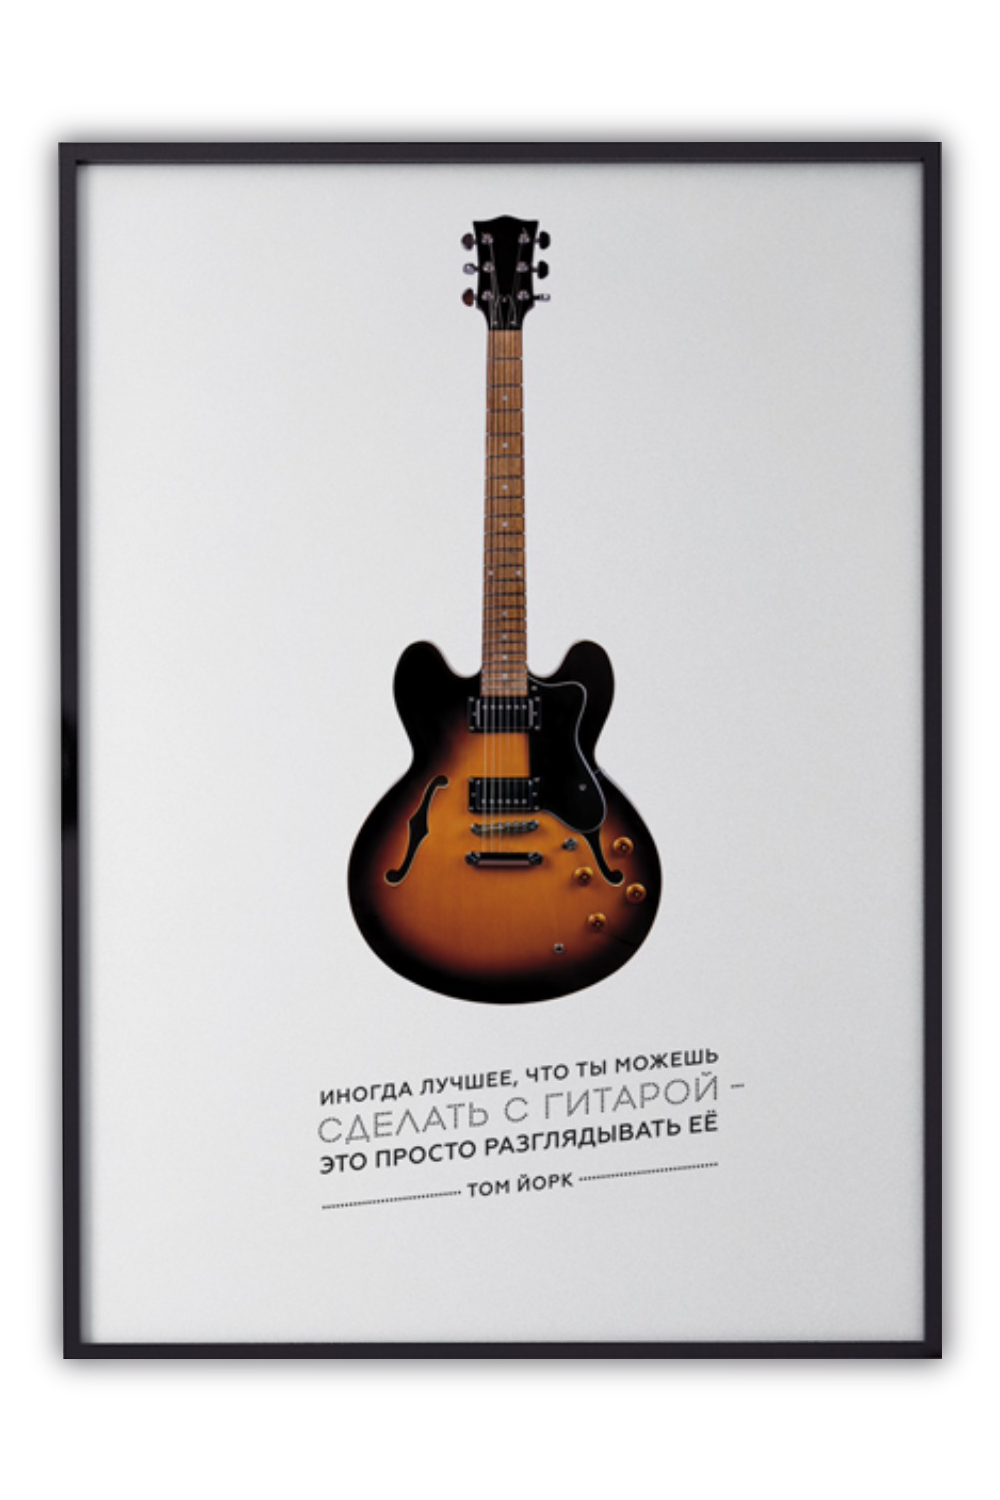 ИНОГДА ЛУЧШЕЕ, ЧТО ТЫ МОЖЕШЬ
СДЕЛАТЬ С ГИТАРОЙ –
ЭТО ПРОСТО РАЗГЛЯДЫВАТЬ ЕЁ
ТОМ ЙОРК